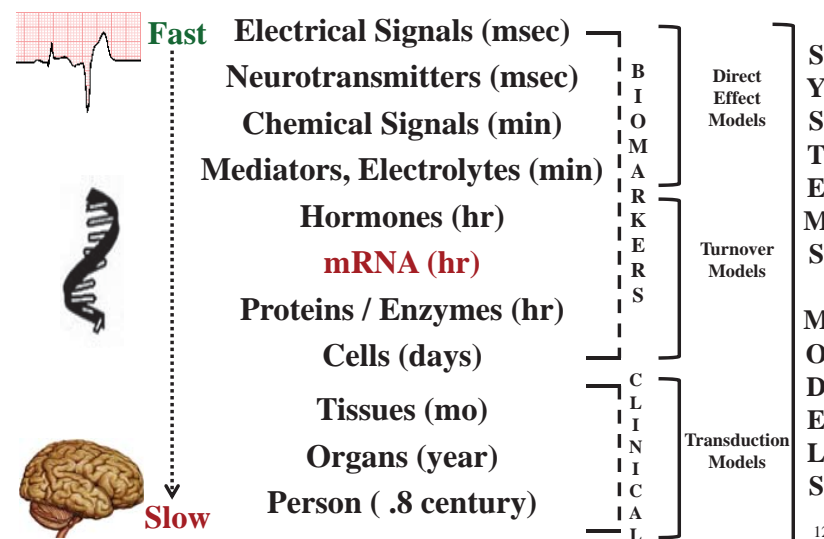 Fast
Electrical Signals (msec)
Neurotransmitters (msec)
Chemical Signals (min)
Mediators, Electrolytes (min)
Hormones (hr)
mRNA (hr)
Proteins / Enzymes (hr)
Cells (days)
Tissues (mo)
Organs (year)
Person ( .8 century)
Slow
BIOMARKERS
CLINICAL
Direct
Effect
Models
Turnover
Models
Transduction
Models
SYSTEMS
MODELS
12